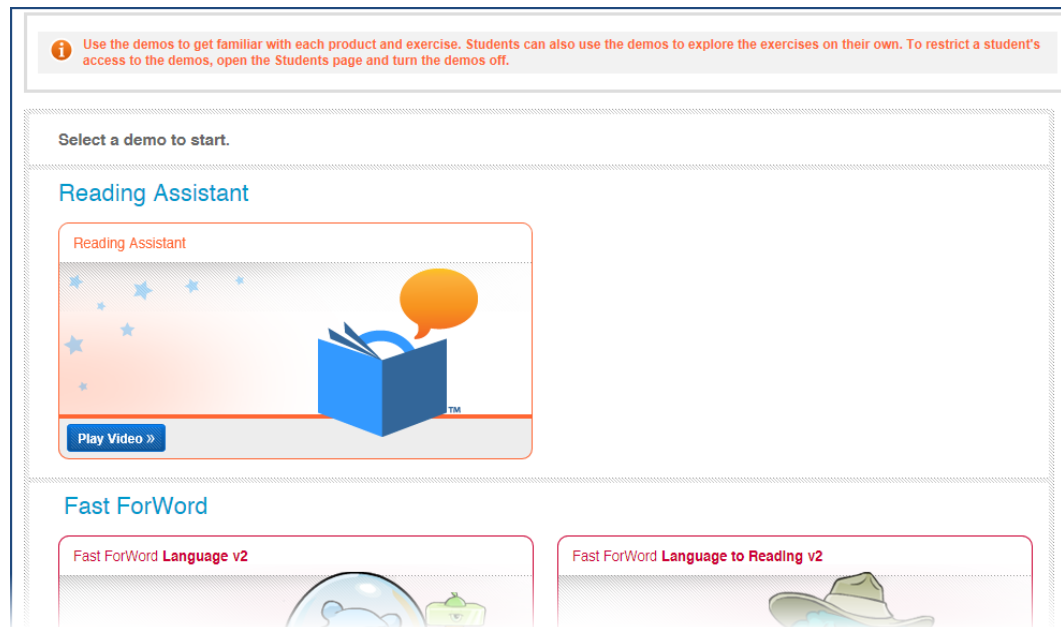 Use the demos to get familiar with each product and exercise. Students can also use the demos to explore the exercises on their own. To restrict a student's
access to the demos, open the Students page and turn the demos off.
Select a demo to start.
Reading Assistant
Reading Assistant
TM
Play Video »
Fast ForWord
Fast ForWord Language v2
Fast ForWord Language to Reading v2